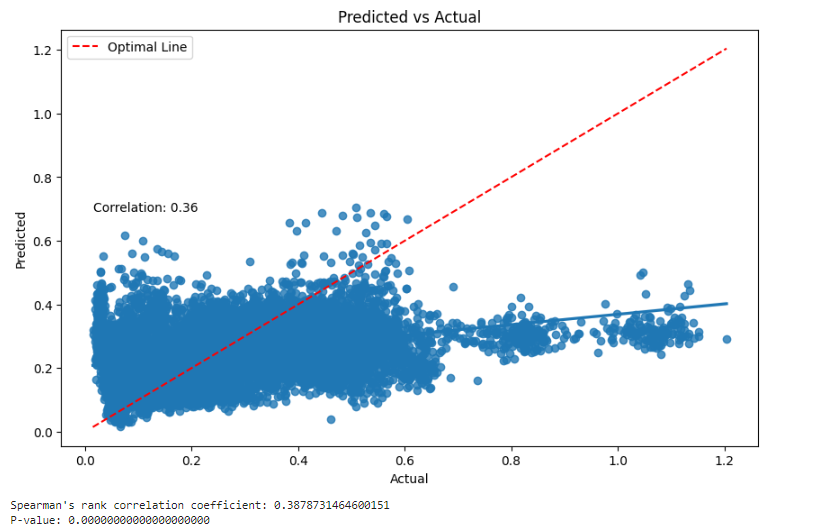 Predicted vs Actual
Optimal Line
Correlation: 0.36
Predicted
1.2
1.0
0.8
0.6
0.4
0.2
0.0
0.0 0.2 0.4 0.6 0.8 1.0 1.2
Actual
Spearman's rank correlation coefficient: 0.3878731464600151
P-value: 0.00000000000000000000